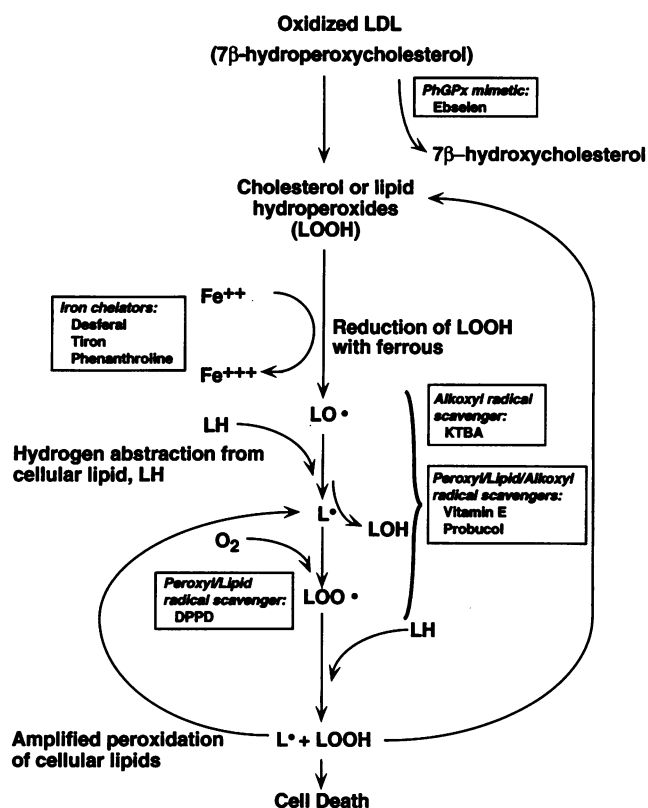 Oxidized LDL
(7β-hydroperoxycholesterol)
PhGPx mimetic:
Ebselen
7β-hydroxycholesterol
Cholesterol or lipid
hydroperoxides
(LOOH)
Fe++
Iron chelators:
Desferal
Tiron
Phenanthroline
Fe+++
Reduction of LOOH
with ferrous
LO •
Alkoxyl radical
scavenger:
KTBA
LH
Hydrogen abstraction from
cellular lipid, LH
Peroxyl/Lipid/Alkoxyl
radical scavengers:
Vitamin E
Probucol
L•
LOH
O2
Peroxyl/Lipid
radical scavenger:
DPPD
LOO •
LH
Amplified peroxidation
of cellular lipids
L• + LOOH
Cell Death